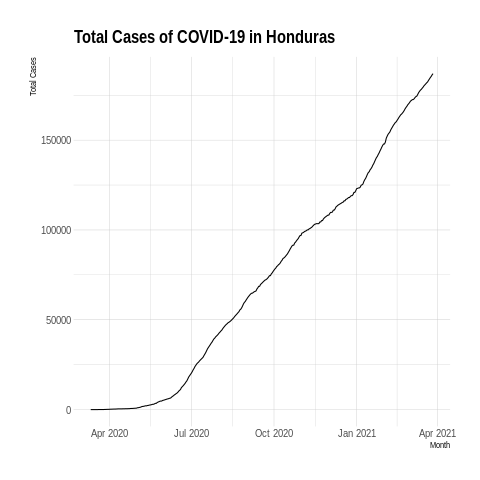 Total Cases of COVID-19 in Honduras
Total Cases
150000
100000
50000
0
Apr 2020 Jul 2020 Oct 2020 Jan 2021 Apr 2021
Month